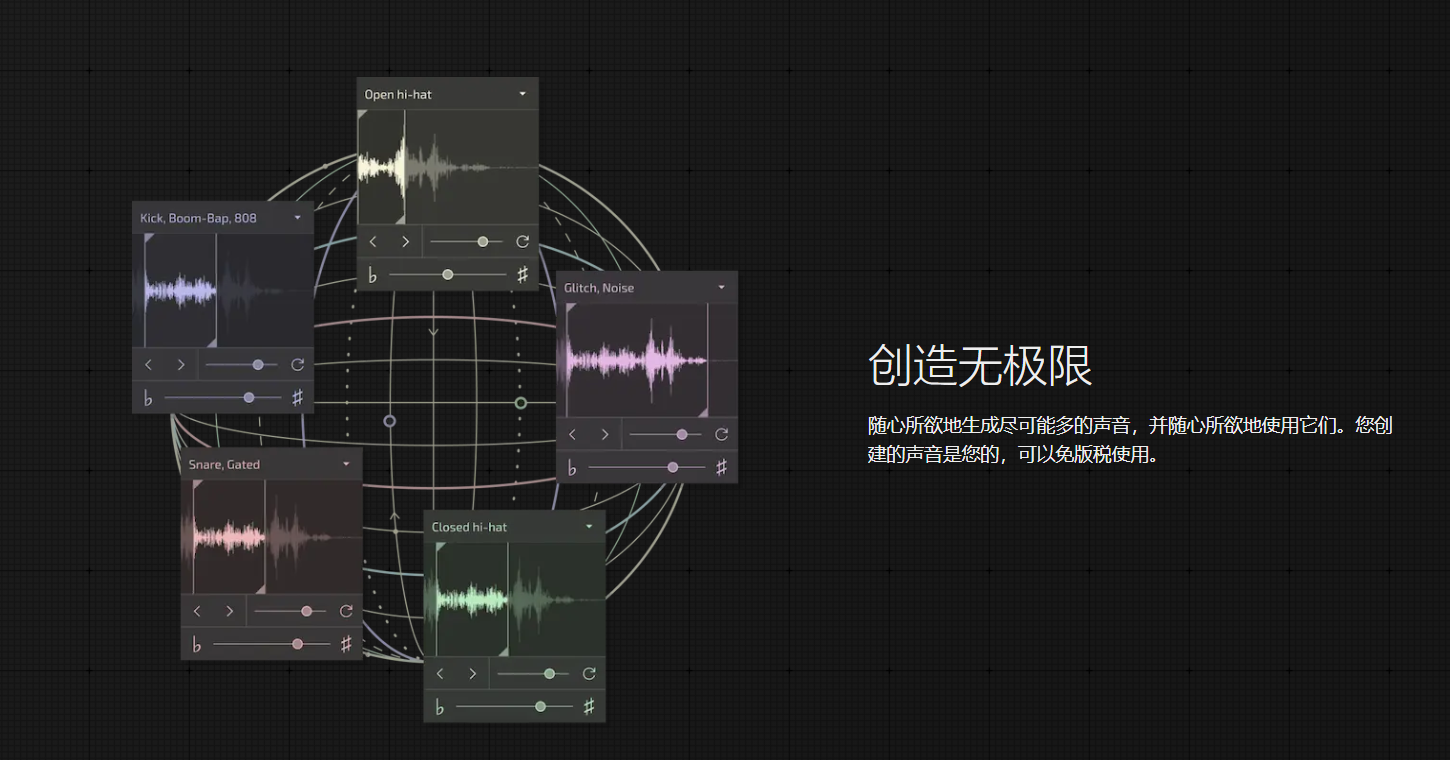 Open hi-hat
Kick, Boom-Bap, 808
Glitch, Noise
Snare, Gated
Closed hi-hat
创造无极限
随心所欲地生成尽可能多的声音，并随心所欲地使用它们。您创
建的声音是您的，可以免版税使用。